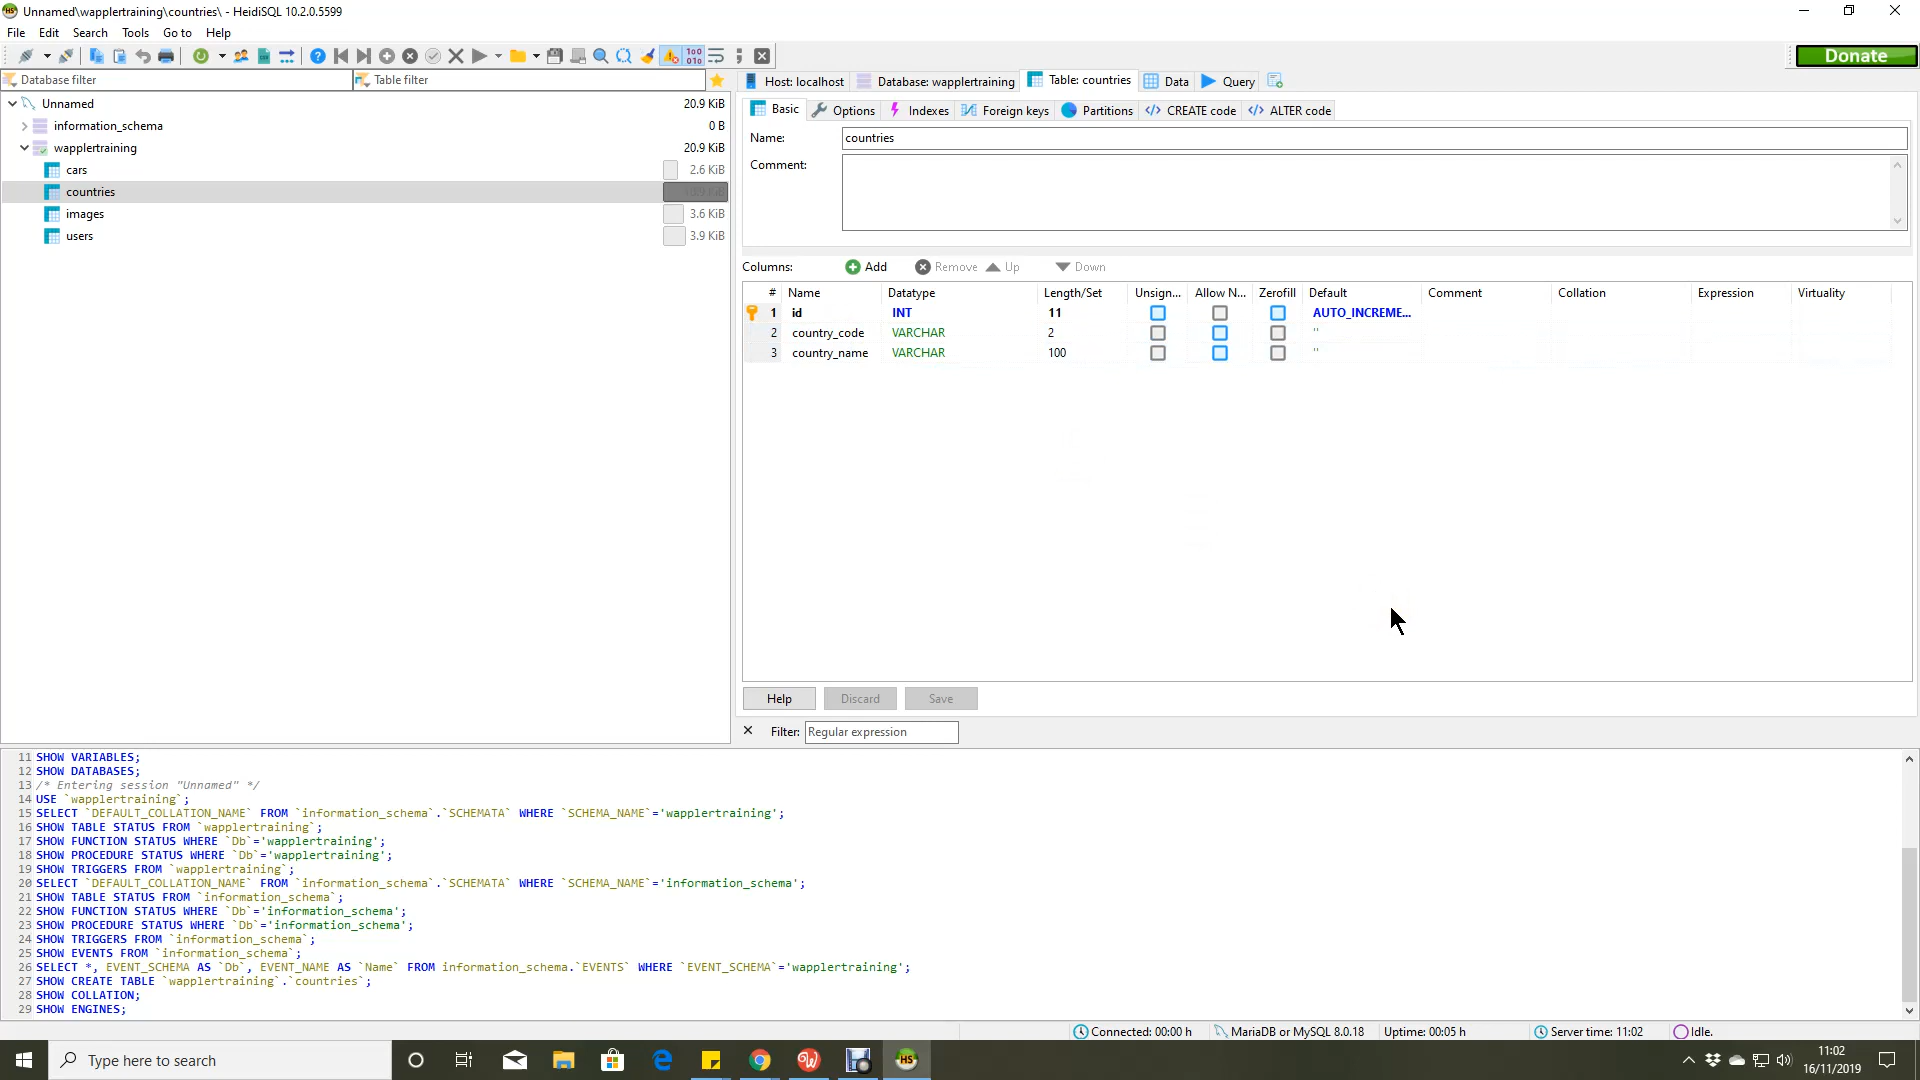 Unnamed\wapplertraining\countries\ - HeidiSQL 10.2.0.5599
File Edit Search Tools Go to Help
Donate
Database filter Table filter
Host: localhost Database: wapplertraining Table: countries Data Query
Unnamed 20.9 KiB
information_schema 0 B
wapplertraining 20.9 KiB
cars 2.6 KiB
countries
images 3.6 KiB
users 3.9 KiB
Basic Options Indexes Foreign keys Partitions CREATE code ALTER code
Name: countries
Comment:
Columns: Add Remove Up Down
# Name Datatype Length/Set Unsign... Allow N... Zerofill Default Comment Collation Expression Virtuality
1 id INT 11 AUTO_INCREME...
2 country_code VARCHAR 2 ''
3 country_name VARCHAR 100 ''
Help Discard Save
Filter: Regular expression
11 SHOW VARIABLES;
12 SHOW DATABASES;
13 /* Entering session "Unnamed" */
14 USE `wapplertraining`;
15 SELECT `DEFAULT_COLLATION_NAME` FROM `information_schema`.`SCHEMATA` WHERE `SCHEMA_NAME`='wapplertraining';
16 SHOW TABLE STATUS FROM `wapplertraining`;
17 SHOW FUNCTION STATUS WHERE `Db`='wapplertraining';
18 SHOW PROCEDURE STATUS WHERE `Db`='wapplertraining';
19 SHOW TRIGGERS FROM `wapplertraining`;
20 SELECT `DEFAULT_COLLATION_NAME` FROM `information_schema`.`SCHEMATA` WHERE `SCHEMA_NAME`='information_schema';
21 SHOW TABLE STATUS FROM `information_schema`;
22 SHOW FUNCTION STATUS WHERE `Db`='information_schema';
23 SHOW PROCEDURE STATUS WHERE `Db`='information_schema';
24 SHOW TRIGGERS FROM `information_schema`;
25 SHOW EVENTS FROM `information_schema`;
26 SELECT *, EVENT_SCHEMA AS `Db`, EVENT_NAME AS `Name` FROM information_schema.`EVENTS` WHERE `EVENT_SCHEMA`='wapplertraining';
27 SHOW CREATE TABLE `wapplertraining`.`countries`;
28 SHOW COLLATION;
29 SHOW ENGINES;
Connected: 00:00 h MariaDB or MySQL 8.0.18 Uptime: 00:05 h Server time: 11:02 Idle.
Type here to search
11:02
16/11/2019